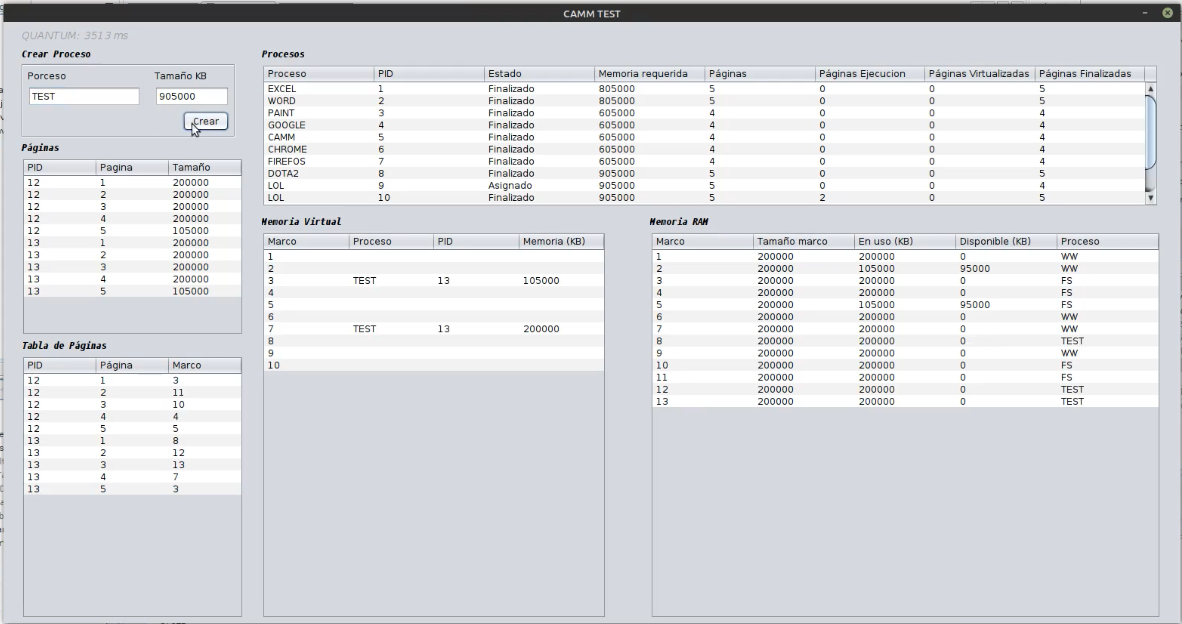 CAMM TEST
QUANTUM: 3513 ms
Crear Proceso
Porceso Tamaño KB
TEST 905000
Crear
Páginas
PID Pagina Tamaño
12 1 200000
12 2 200000
12 3 200000
12 4 200000
12 5 105000
13 1 200000
13 2 200000
13 3 200000
13 4 200000
13 5 105000
Tabla de Páginas
PID Página Marco
12 1 3
12 2 11
12 3 10
12 4 4
12 5 5
13 1 8
13 2 12
13 3 13
13 4 7
13 5 3
Procesos
Proceso PID Estado Memoria requerida Páginas Páginas Ejecucion Páginas Virtualizadas Páginas Finalizadas
EXCEL 1 Finalizado 805000 5 0 0 5
WORD 2 Finalizado 805000 5 0 0 5
PAINT 3 Finalizado 605000 4 0 0 4
GOOGLE 4 Finalizado 605000 4 0 0 4
CAMM 5 Finalizado 605000 4 0 0 4
CHROME 6 Finalizado 605000 4 0 0 4
FIREFOS 7 Finalizado 605000 4 0 0 4
DOTA2 8 Finalizado 905000 5 0 0 5
LOL 9 Asignado 905000 5 0 0 4
LOL 10 Finalizado 905000 5 2 0 5
Memoria Virtual
Marco Proceso PID Memoria (KB)
1
2
3 TEST 13 105000
4
5
6
7 TEST 13 200000
8
9
10
Memoria RAM
Marco Tamaño marco En uso (KB) Disponible (KB) Proceso
1 200000 200000 0 WW
2 200000 105000 95000 WW
3 200000 200000 0 FS
4 200000 200000 0 FS
5 200000 105000 95000 FS
6 200000 200000 0 WW
7 200000 200000 0 WW
8 200000 200000 0 TEST
9 200000 200000 0 WW
10 200000 200000 0 FS
11 200000 200000 0 FS
12 200000 200000 0 TEST
13 200000 200000 0 TEST